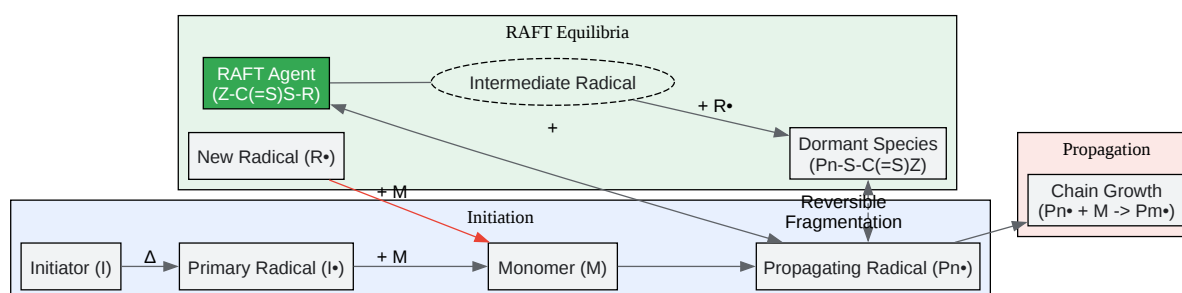 RAFT Equilibria
RAFT Agent
(Z-C(=S)S-R)
Intermediate Radical
+ R•
+
New Radical (R•)
Dormant Species
(Pn-S-C(=S)Z)
Propagation
Chain Growth
(Pn• + M -> Pm•)
+ M
Reversible
Fragmentation
Initiation
Initiator (I)
Δ
Primary Radical (I•)
+ M
Monomer (M)
Propagating Radical (Pn•)